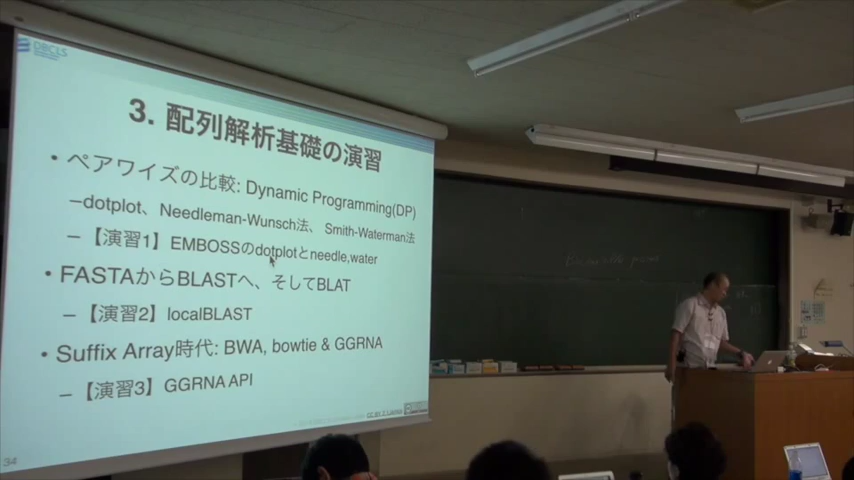 DBCLS
3. 配列解析基礎の演習
• ペアワイズの比較: Dynamic Programming(DP)
–dotplot、Needleman-Wunsch法、 Smith-Waterman法
–【演習1】EMBOSSのdotplotとneedle,water
• FASTAからBLASTへ、そしてBLAT
–【演習2】localBLAST
• Suffix Array時代: BWA, bowtie & GGRNA
–【演習3】GGRNA API
34